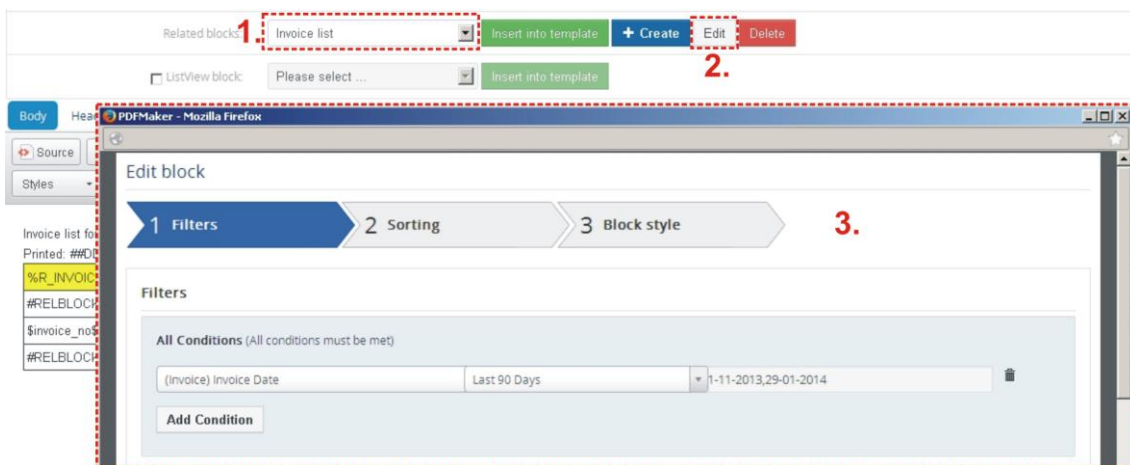 Related blocks:
1.
Invoice list
Insert into template
+ Create
Edit
Delete
2.
ListView block:
Please select ...
Insert into template
Body
PDFMaker - Mozilla Firefox
Source
Styles
Edit block
1 Filters
2 Sorting
3 Block style
3.
Invoice list
Printed:
%R_INVOIC
#RELBLOCK
$invoice_no$
#RELBLOCK
Filters
All Conditions (All conditions must be met)
(Invoice) Invoice Date
Last 90 Days
1-11-2013,29-01-2014
Add Condition